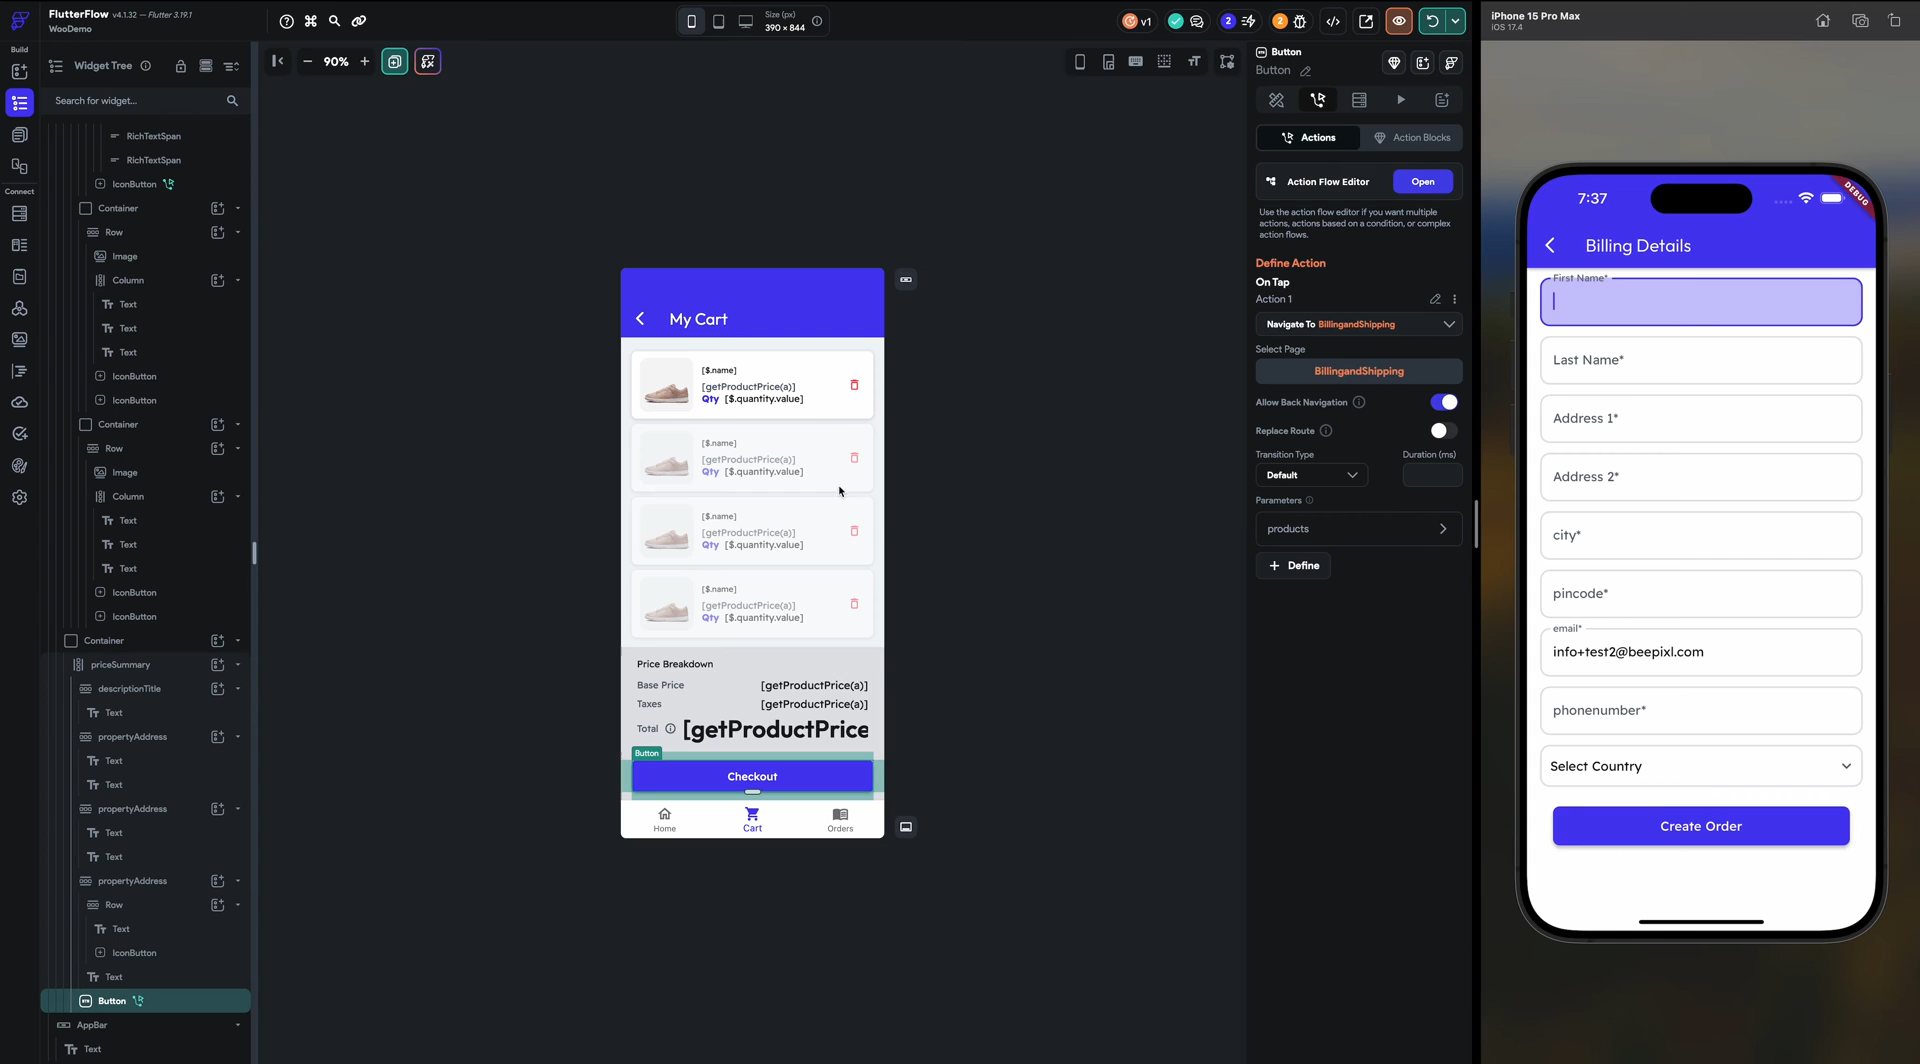 FlutterFlow v4.1.32 – Flutter 3.19.1
WooDemo
Size (px)
390 × 844
v1
2
2
Build
Connect
Widget Tree
Search for widget...
RichTextSpan
RichTextSpan
IconButton
Container
Row
Image
Column
Text
Text
Text
IconButton
IconButton
Container
Row
Image
Column
Text
Text
Text
IconButton
IconButton
Container
priceSummary
descriptionTitle
Text
propertyAddress
Text
Text
propertyAddress
Text
Text
propertyAddress
Row
Text
IconButton
Text
Button
AppBar
Text
90%
My Cart
[$.name]
[getProductPrice(a)]
Qty [$.quantity.value]
[$.name]
[getProductPrice(a)]
Qty [$.quantity.value]
[$.name]
[getProductPrice(a)]
Qty [$.quantity.value]
[$.name]
[getProductPrice(a)]
Qty [$.quantity.value]
Price Breakdown
Base Price [getProductPrice(a)]
Taxes [getProductPrice(a)]
Total [getProductPrice
Button
Checkout
Home Cart Orders
Button
Button
Actions Action Blocks
Action Flow Editor Open
Use the action flow editor if you want multiple
actions, actions based on a condition, or complex
action flows.
Define Action
On Tap
Action 1
Navigate To BillingandShipping
Select Page
BillingandShipping
Allow Back Navigation
Replace Route
Transition Type Duration (ms)
Default
Parameters
products
+ Define
iPhone 15 Pro Max
iOS 17.4
7:37
DEBUG
Billing Details
First Name*
Last Name*
Address 1*
Address 2*
city*
pincode*
email*
info+test2@beepixl.com
phonenumber*
Select Country
Create Order